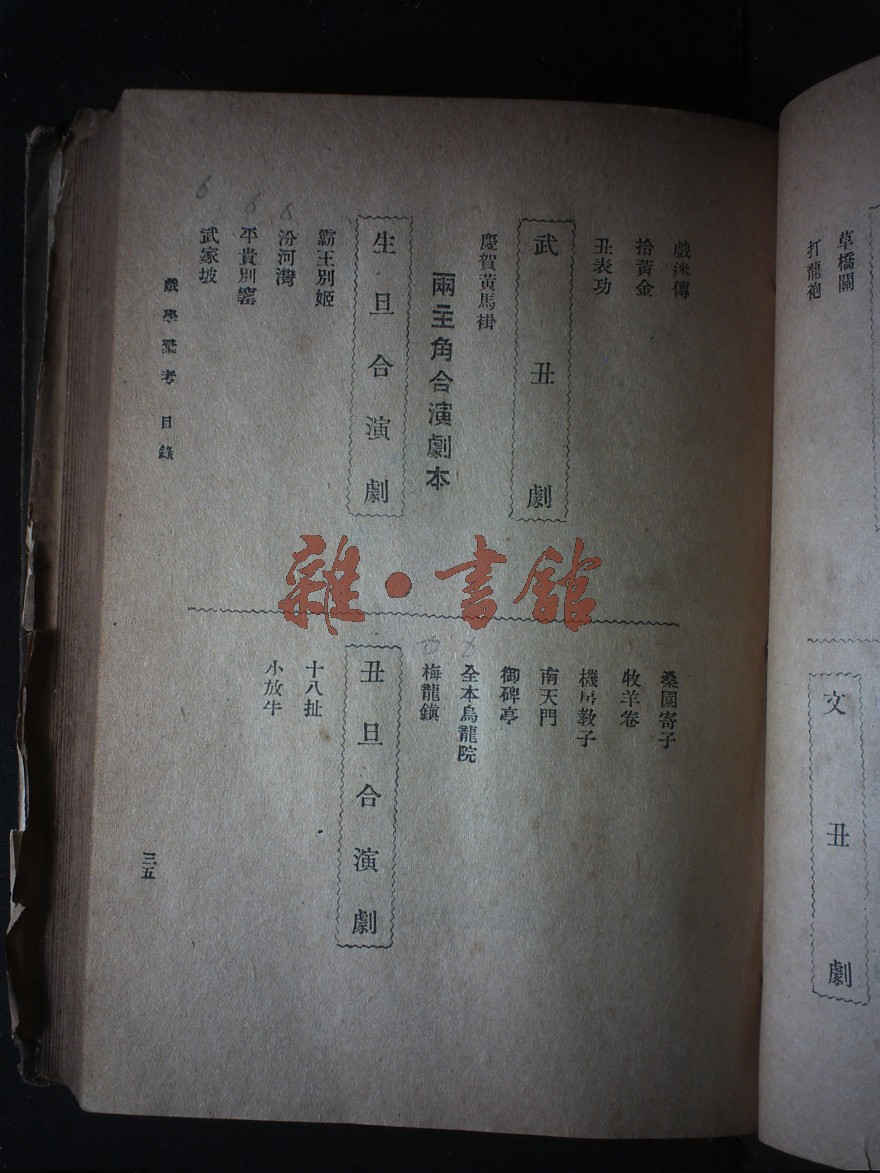 草橋關
打龍袍
文丑劇
戲迷傳
拾黃金
丑表功
武丑劇
慶賀黃馬褂
兩主角合演劇本
生旦合演劇
霸王別姬
汾河灣
平貴別窰
武家坡
桑園寄子
牧羊卷
機房教子
南天門
御碑亭
全本烏龍院
梅龍鎮
丑旦合演劇
十八扯
小放牛
戲學彙考 目錄
三五
雜·書館